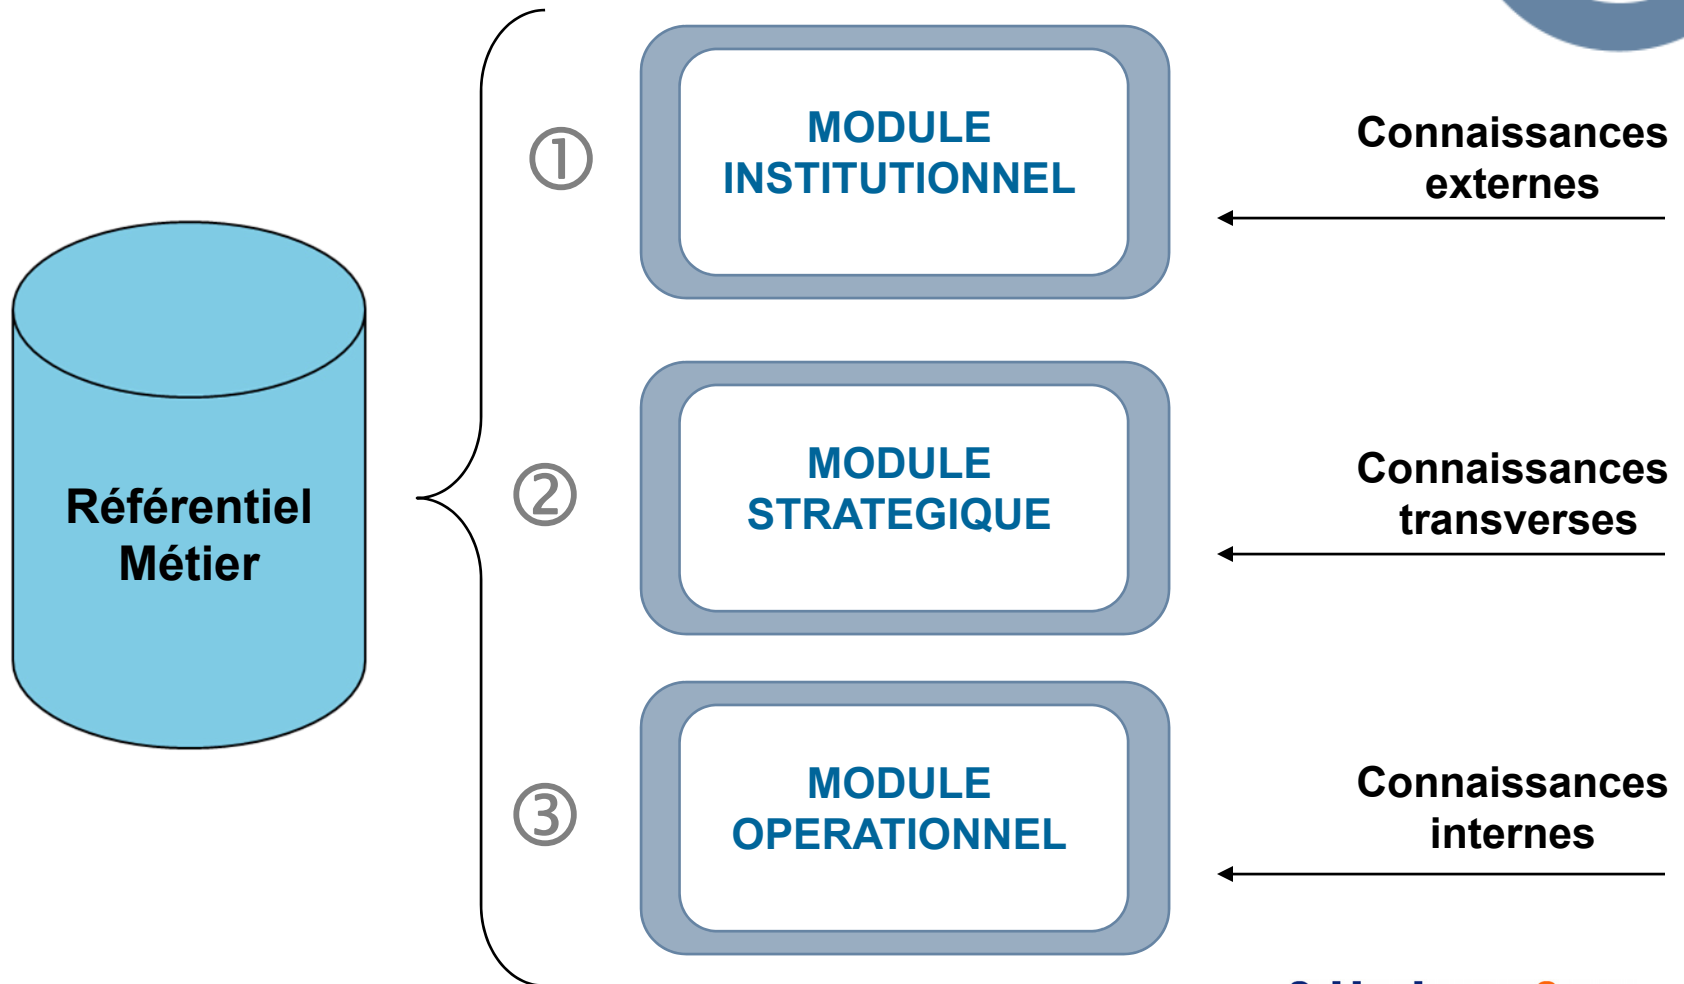 ①
MODULE
INSTITUTIONNEL
Connaissances
externes
Référentiel
Métier
②
MODULE
STRATEGIQUE
Connaissances
transverses
③
MODULE
OPERATIONNEL
Connaissances
internes